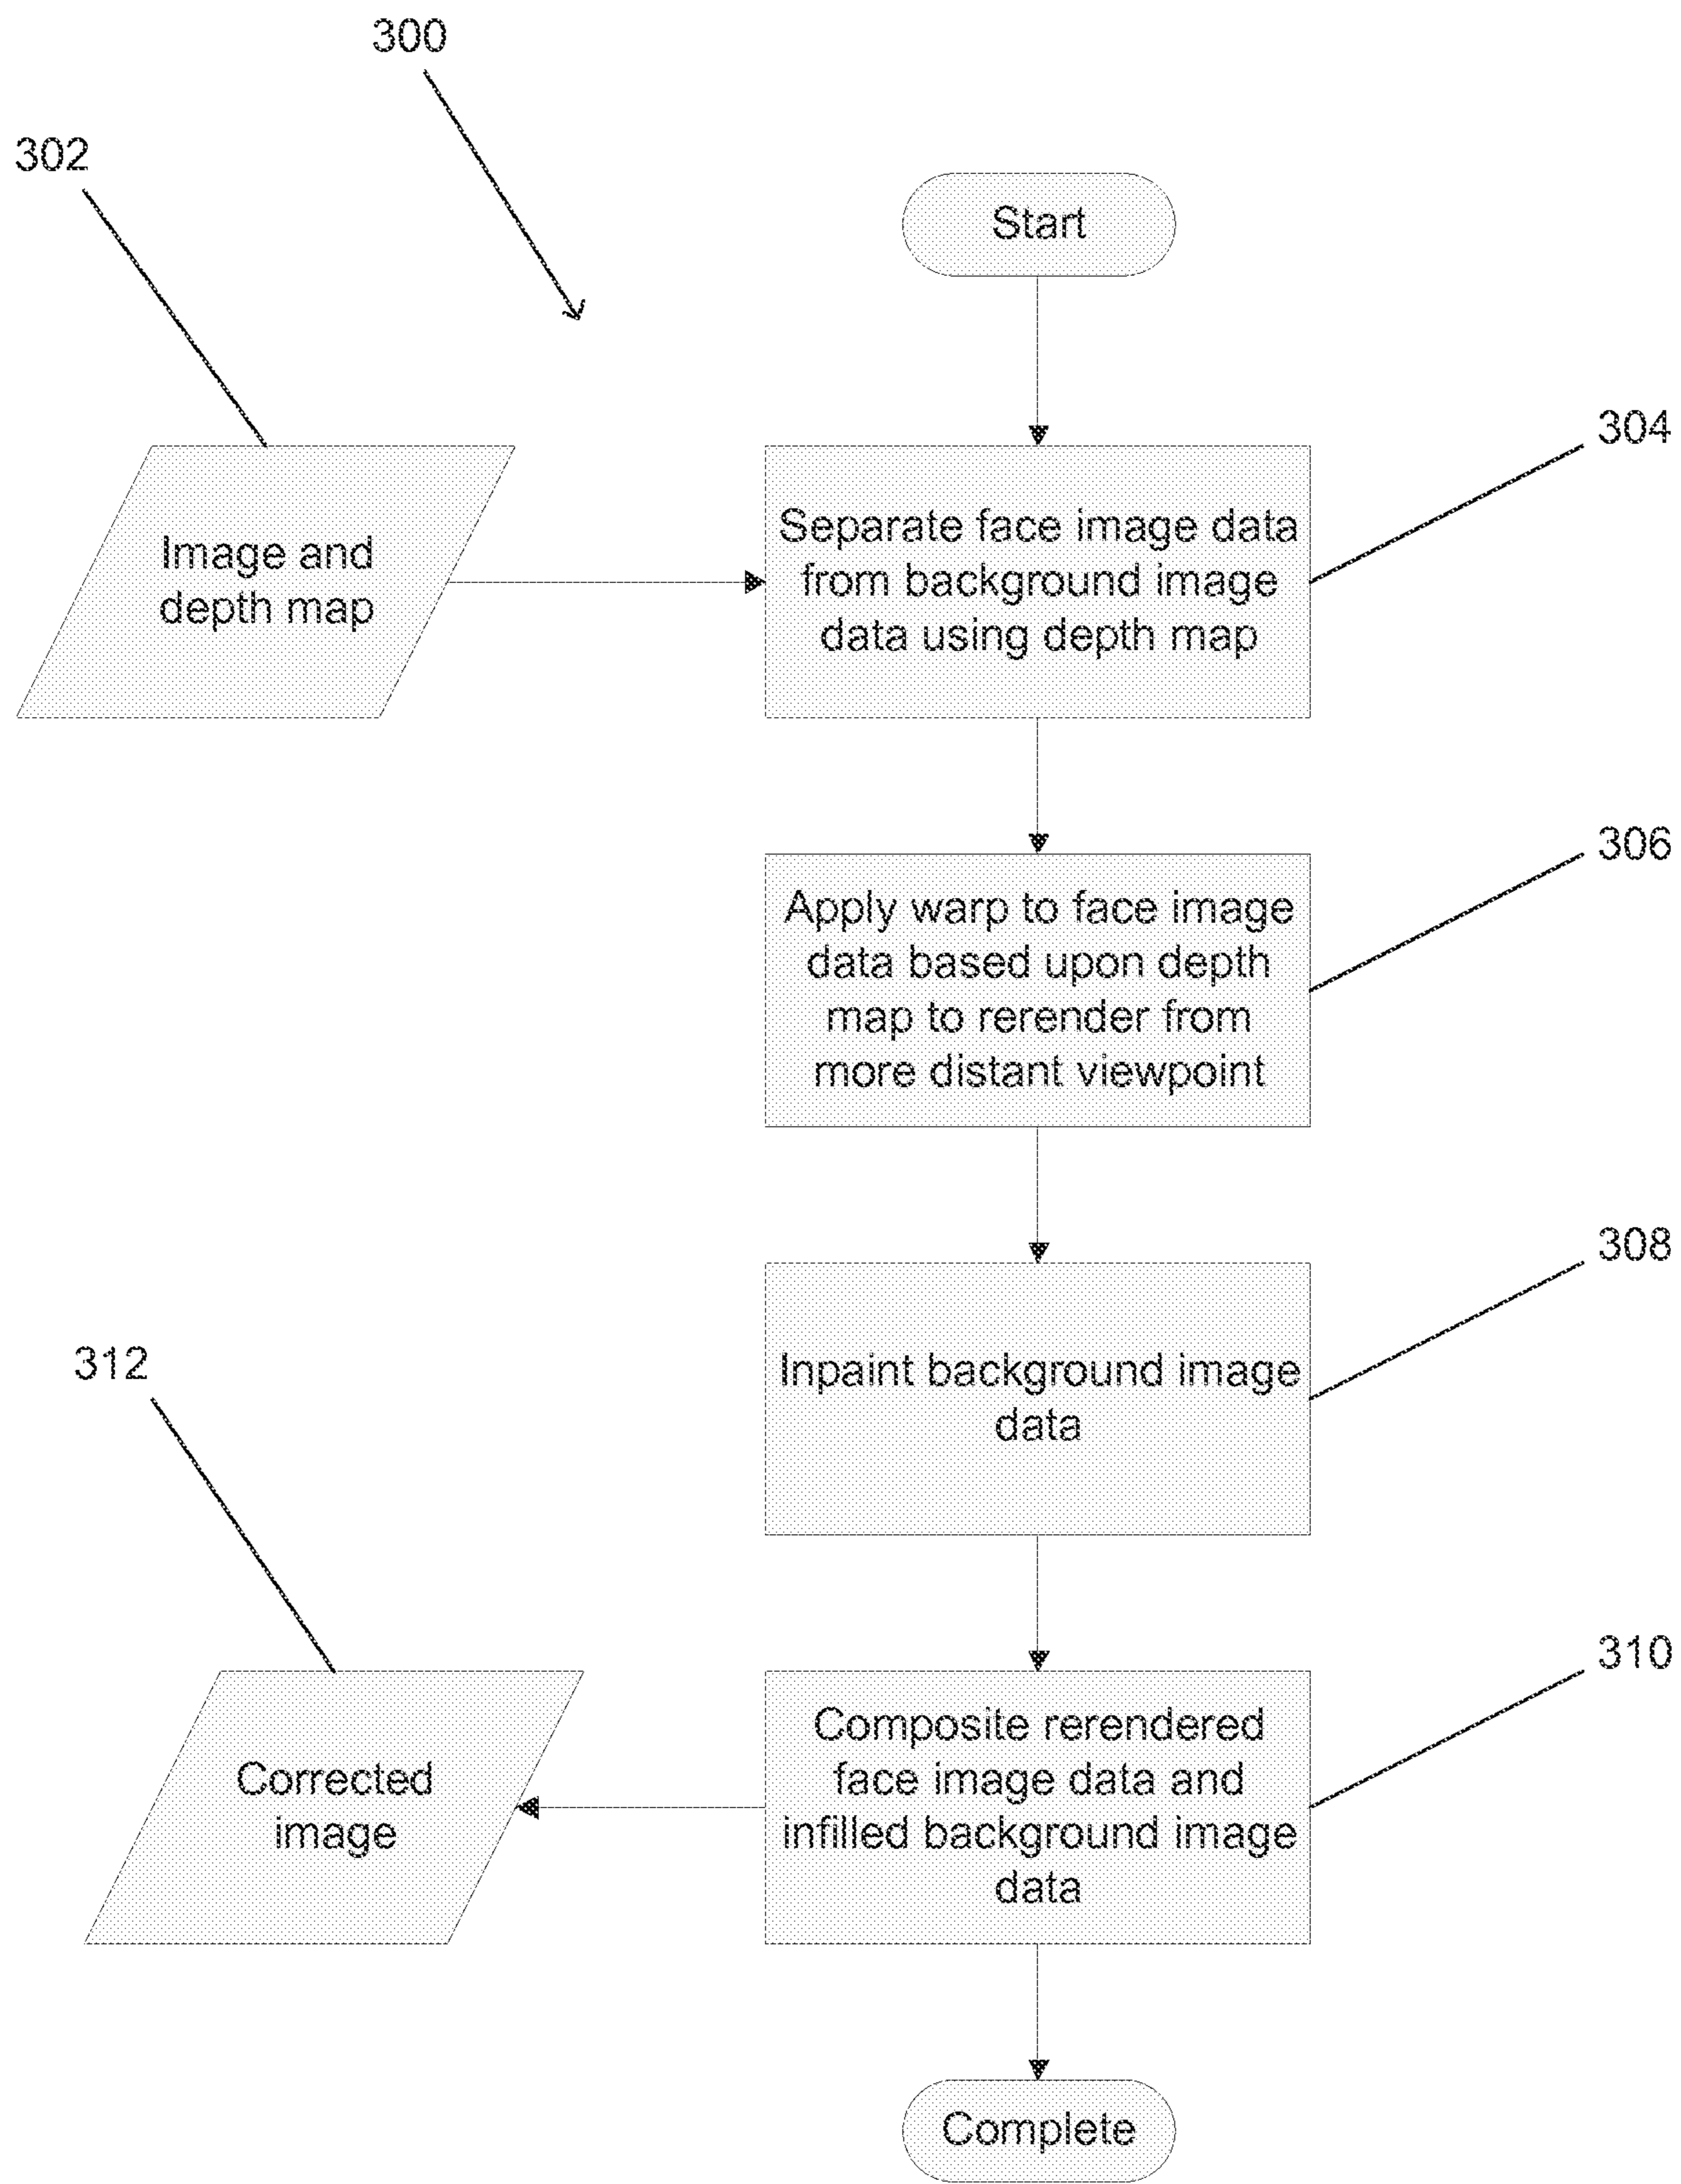 300
302
Start
304
Image and
depth map
Separate face image data
from background image
data using depth map
306
Apply warp to face image
data based upon depth
map to rerender from
more distant viewpoint
308
Inpaint background image
data
312
310
Corrected
image
Composite rerendered
face image data and
infilled background image
data
Complete